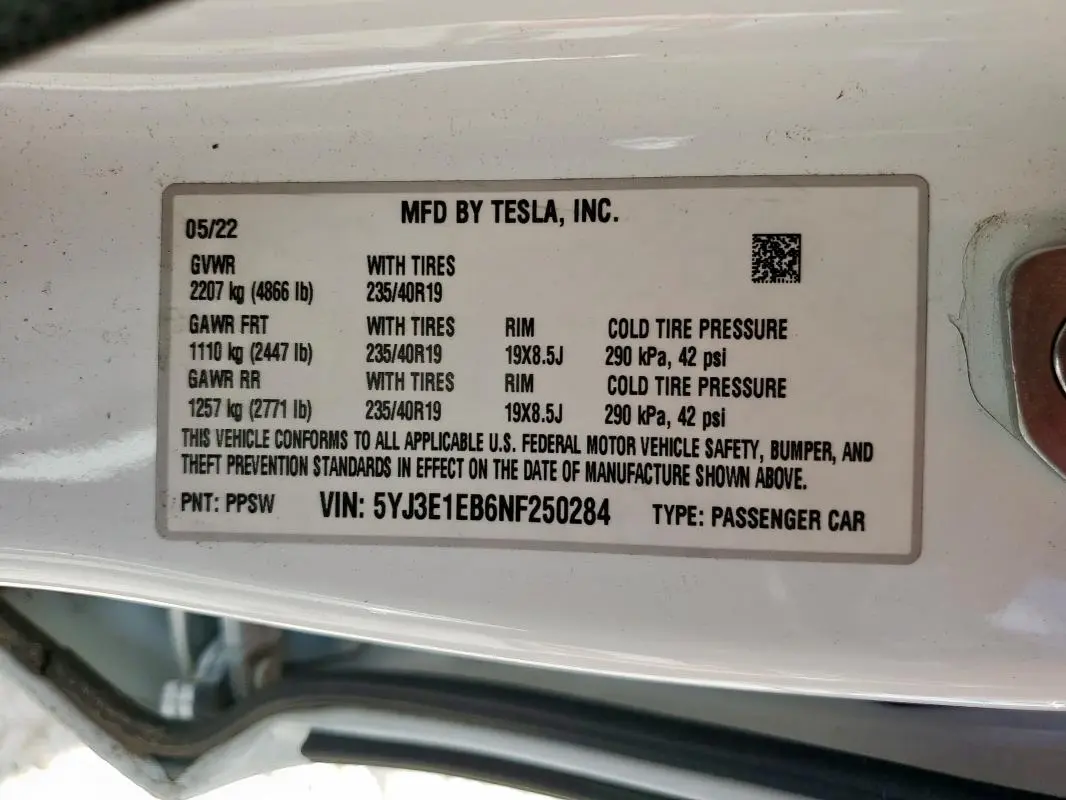 MFD BY TESLA, INC.
05/22
GVWR WITH TIRES
2207 kg (4866 lb) 235/40R19
GAWR FRT WITH TIRES RIM COLD TIRE PRESSURE
1110 kg (2447 lb) 235/40R19 19X8.5J 290 kPa, 42 psi
GAWR RR WITH TIRES RIM COLD TIRE PRESSURE
1257 kg (2771 lb) 235/40R19 19X8.5J 290 kPa, 42 psi
THIS VEHICLE CONFORMS TO ALL APPLICABLE U.S. FEDERAL MOTOR VEHICLE SAFETY, BUMPER, AND
THEFT PREVENTION STANDARDS IN EFFECT ON THE DATE OF MANUFACTURE SHOWN ABOVE.
PNT: PPSW VIN: 5YJ3E1EB6NF250284 TYPE: PASSENGER CAR